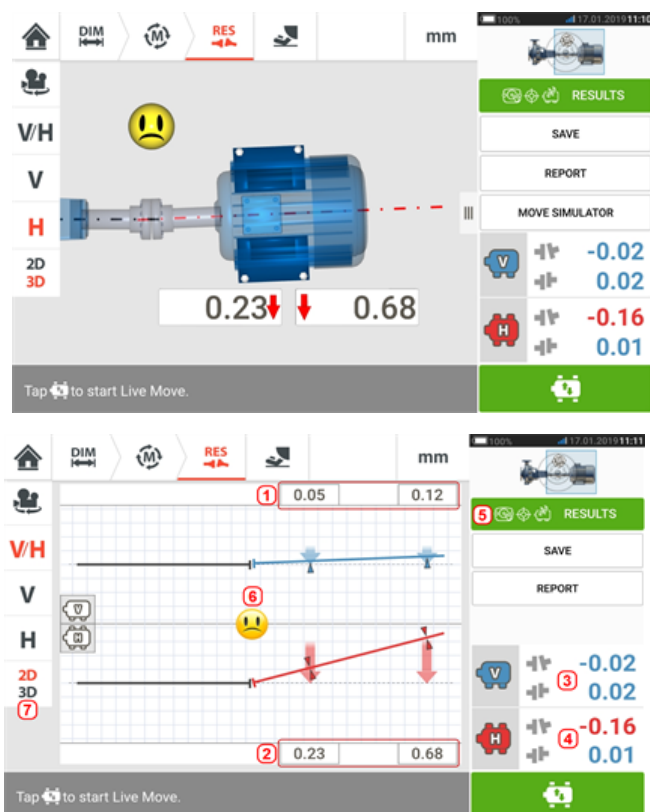 DIM
M
RES
mm
100%
17.01.2019 11:10
RESULTS
V/H
V
H
2D
3D
SAVE
REPORT
MOVE SIMULATOR
V
-0.02
0.02
H
-0.16
0.01
0.23
0.68
Tap to start Live Move.
DIM
M
RES
mm
100%
17.01.2019 11:11
1
0.05
0.12
5
RESULTS
V/H
V
H
2D
3D
7
SAVE
REPORT
V
H
6
V
-0.02
3
0.02
H
-0.16
4
0.01
2
0.23
0.68
Tap to start Live Move.